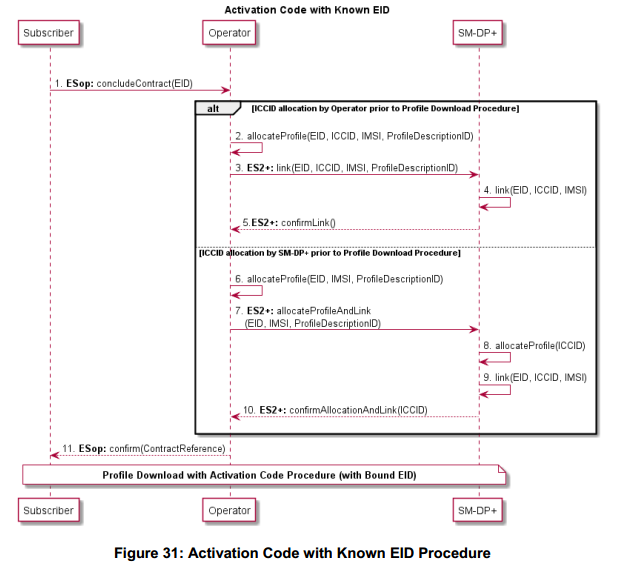 Activation Code with Known EID
Subscriber
Operator
SM-DP+
1. ESop: concludeContract(EID)
alt
[ICCID allocation by Operator prior to Profile Download Procedure]
2. allocateProfile(EID, ICCID, IMSI, ProfileDescriptionID)
3. ES2+: link(EID, ICCID, IMSI, ProfileDescriptionID)
4. link(EID, ICCID, IMSI)
5.ES2+: confirmLink()
[ICCID allocation by SM-DP+ prior to Profile Download Procedure]
6. allocateProfile(EID, IMSI, ProfileDescriptionID)
7. ES2+: allocateProfileAndLink
(EID, IMSI, ProfileDescriptionID)
8. allocateProfile(ICCID)
9. link(EID, ICCID, IMSI)
10. ES2+: confirmAllocationAndLink(ICCID)
11. ESop: confirm(ContractReference)
Profile Download with Activation Code Procedure (with Bound EID)
Subscriber
Operator
SM-DP+
Figure 31: Activation Code with Known EID Procedure